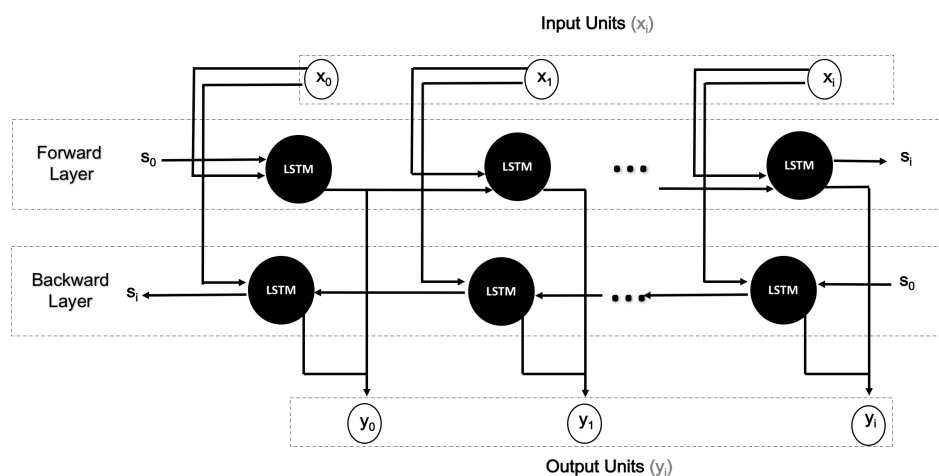 Input Units (xᵢ)
x₀
x₁
xᵢ
Forward
Layer
s₀
LSTM
LSTM
...
LSTM
sᵢ
Backward
Layer
sᵢ
LSTM
LSTM
...
LSTM
s₀
y₀
y₁
yᵢ
Output Units (yᵢ)